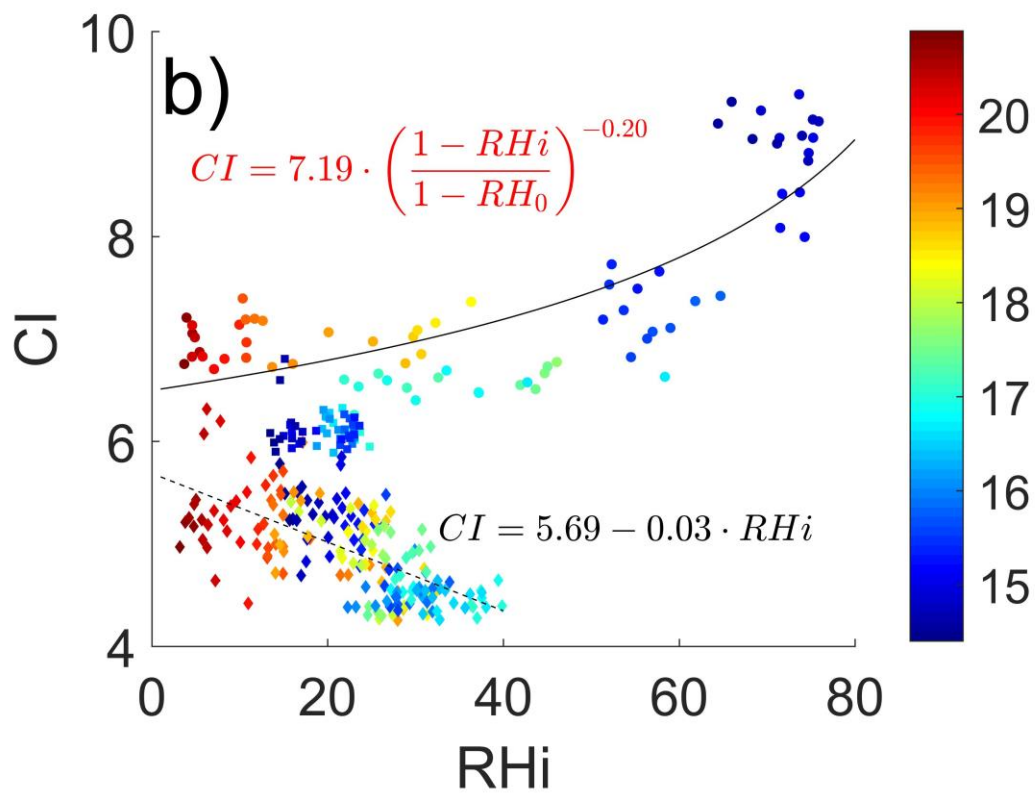 b)
CI = 7.19 · ( (1 − RHi) / (1 − RH₀) )^−0.20
CI = 5.69 − 0.03 · RHi
10
8
6
4
0 20 40 60 80
CI
RHi
20
19
18
17
16
15